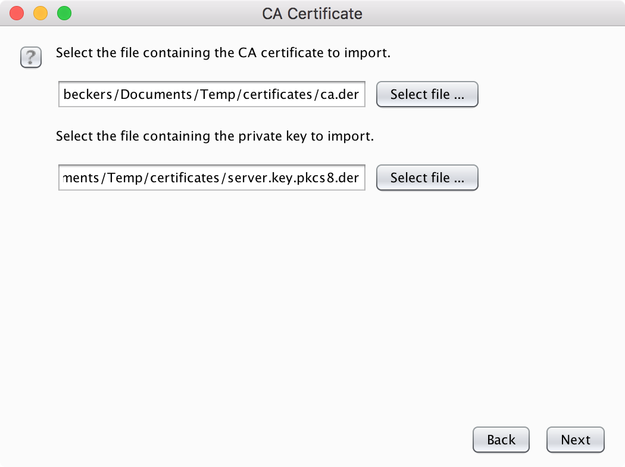 CA Certificate
?
Select the file containing the CA certificate to import.
beckers/Documents/Temp/certificates/ca.der
Select file ...
Select the file containing the private key to import.
ments/Temp/certificates/server.key.pkcs8.der
Select file ...
Back
Next